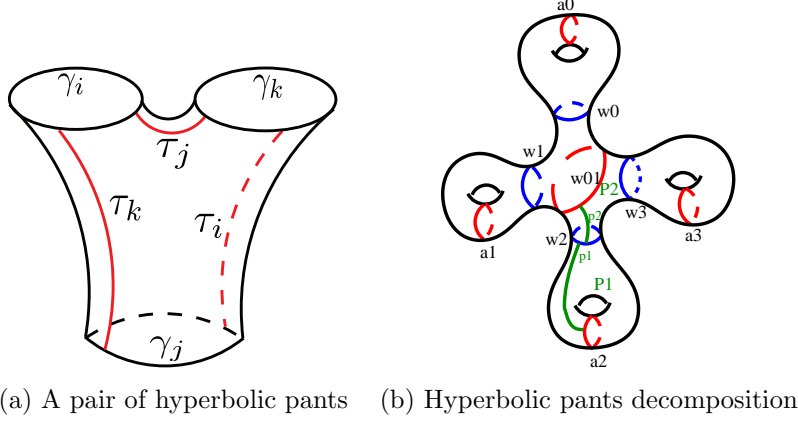 a0
γi
γk
w0
τj
w1
w01
P2
τk
τi
p2
w3
w2
a1
a3
p1
P1
γj
a2
(a) A pair of hyperbolic pants
(b) Hyperbolic pants decomposition